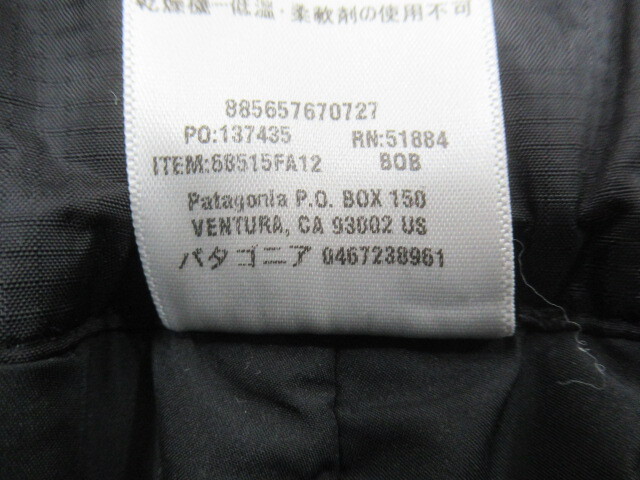 乾燥機ー低温・柔軟剤の使用不可
885657670727
PO:137435 RN:51884
ITEM:68515FA12 BOB
Patagonia P.O. BOX 150
VENTURA, CA 93002 US
パタゴニア 0467238961